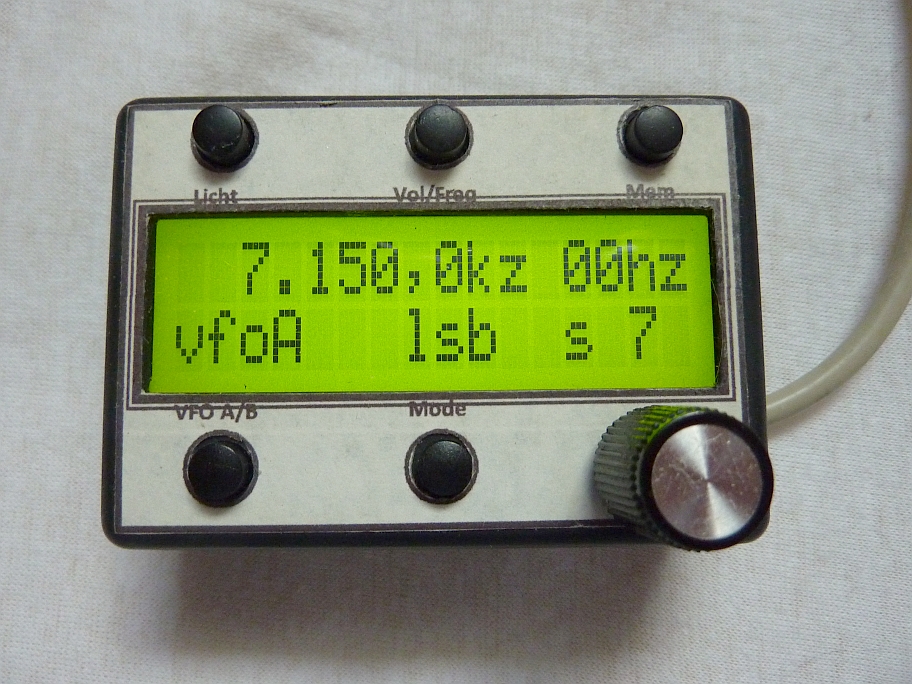 Licht Vol/Freq Mem
7.150,0kz 00hz
vfoA lsb s 7
VFO A/B Mode